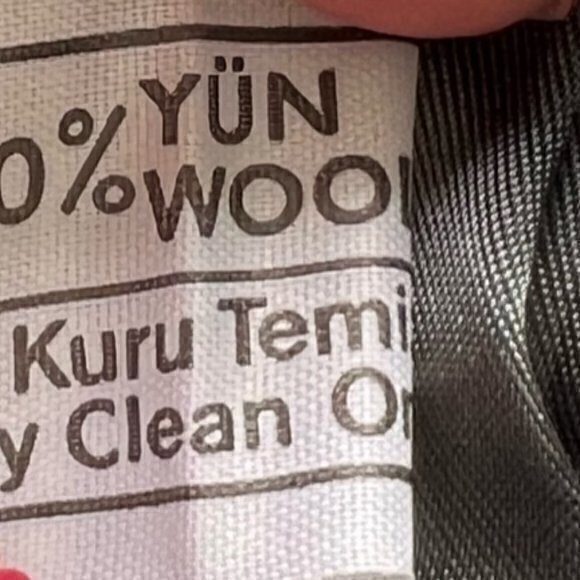 0% YÜN
WOO
Kuru Temi
y Clean O